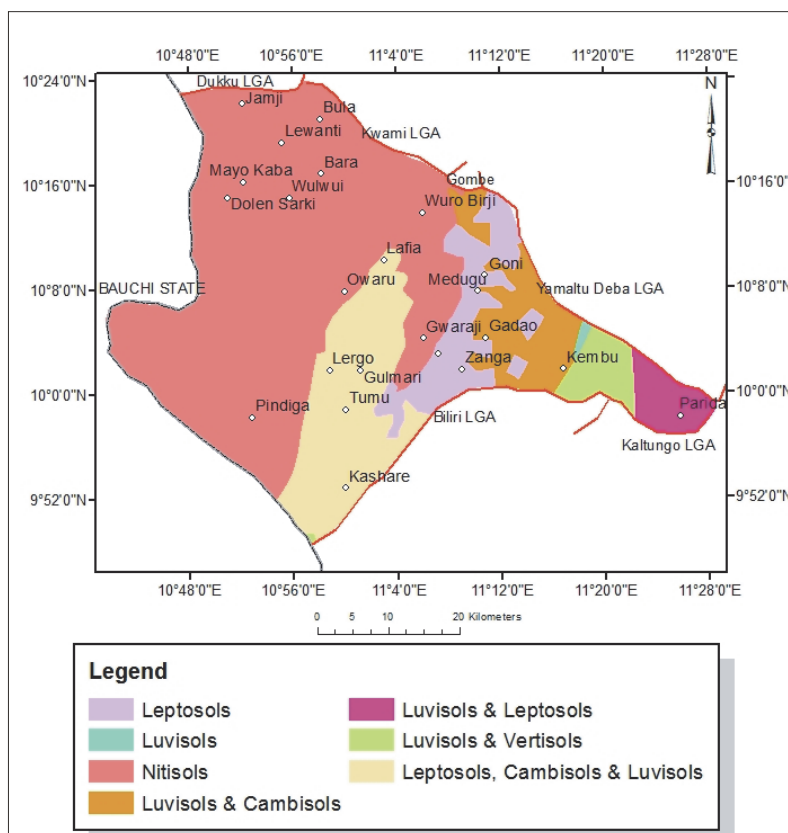 10°48'0"E 10°56'0"E 11°4'0"E 11°12'0"E 11°20'0"E 11°28'0"E
10°24'0"N
Dukku LGA
N
Jamji
Bula
Lewanti
Kwami LGA
Bara
Mayo Kaba
Wulwui
Gombe
10°16'0"N
10°16'0"N
Dolen Sarki
Wuro Birji
Lafia
Goni
Owaru
Medugu
10°8'0"N
BAUCHI STATE
Yamaltu Deba LGA
10°8'0"N
Gwaraji
Gadao
Lergo
Zanga
Kembu
Gulmari
10°0'0"N
10°0'0"N
Tumu
Pindiga
Biliri LGA
Panda
Kaltungo LGA
Kashare
9°52'0"N
9°52'0"N
10°48'0"E 10°56'0"E 11°4'0"E 11°12'0"E 11°20'0"E 11°28'0"E
0 5 10 20 Kilometers
Legend
Leptosols
Luvisols
Nitisols
Luvisols & Cambisols
Luvisols & Leptosols
Luvisols & Vertisols
Leptosols, Cambisols & Luvisols